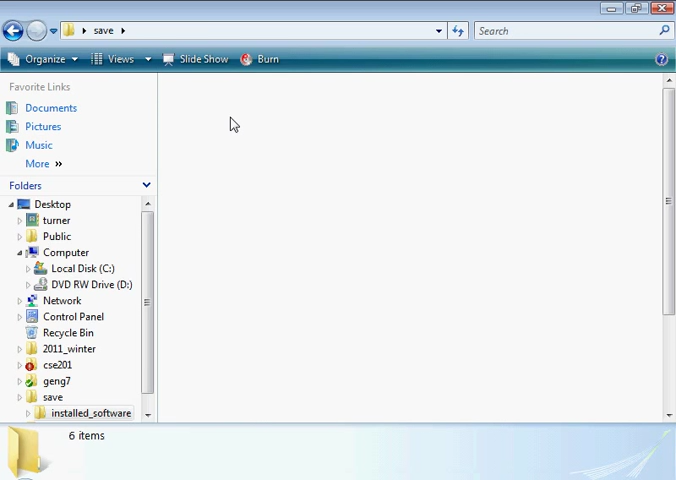 save
Search
Organize Views Slide Show Burn
Favorite Links
Documents
Pictures
Music
More »
Folders
Desktop
turner
Public
Computer
Local Disk (C:)
DVD RW Drive (D:)
Network
Control Panel
Recycle Bin
2011_winter
cse201
geng7
save
installed_software
6 items